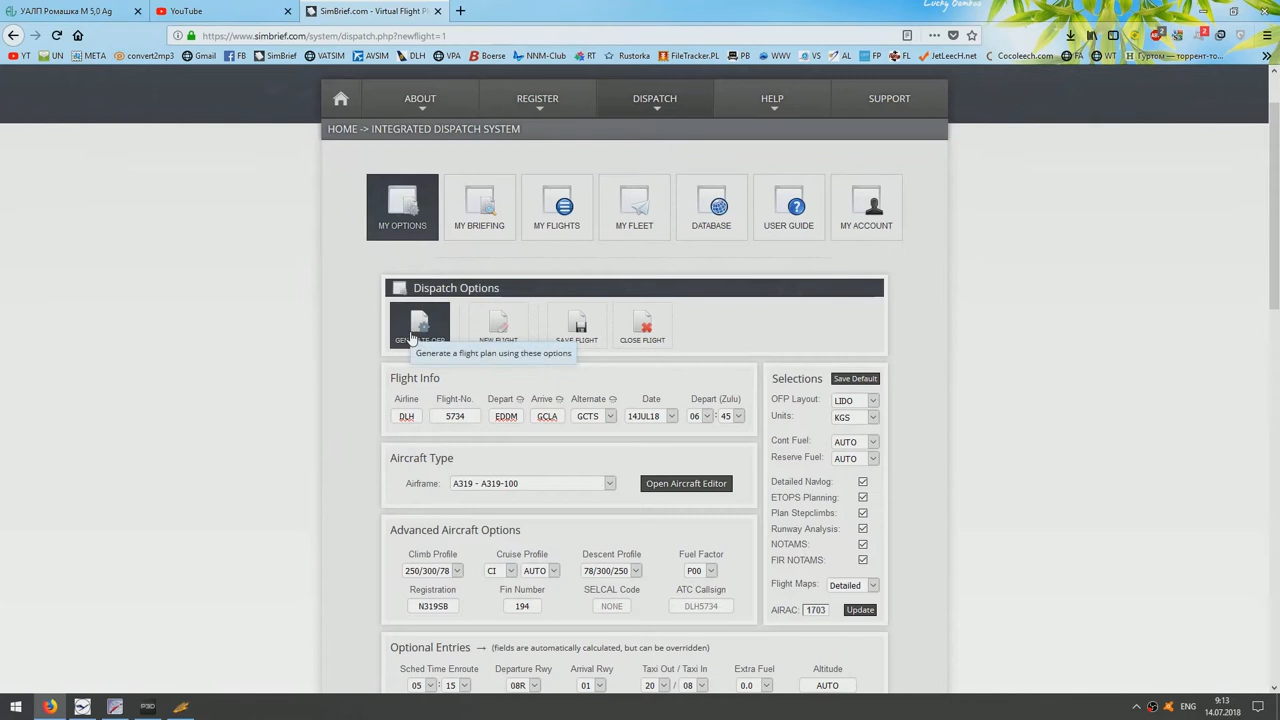 Lucky Bamboo
УАЛП Ромашка М 5,0 Ag
YouTube
SimBrief.com - Virtual Flight Pl
https://www.simbrief.com/system/dispatch.php?newflight=1
YT UN META convert2mp3 Gmail FB SimBrief AVSIM DLH VPA Boerse NNM-Club RT Rustorka FileTracker.PL PB WWV VS AL FP FL JetLeecH.net Cocoleech.com FA WT Гуртом — торрент-то...
ABOUT REGISTER DISPATCH HELP SUPPORT
HOME -> INTEGRATED DISPATCH SYSTEM
MY OPTIONS MY BRIEFING MY FLIGHTS MY FLEET DATABASE USER GUIDE MY ACCOUNT
Dispatch Options
GENERATE OFP NEW FLIGHT SAVE FLIGHT CLOSE FLIGHT
Generate a flight plan using these options
Flight Info
Airline Flight-No. Depart Arrive Alternate Date Depart (Zulu)
DLH 5734 EDDM GCLA GCTS 14JUL18 06 : 45
Aircraft Type
Airframe: A319 - A319-100 Open Aircraft Editor
Advanced Aircraft Options
Climb Profile Cruise Profile Descent Profile Fuel Factor
250/300/78 CI AUTO 78/300/250 P00
Registration Fin Number SELCAL Code ATC Callsign
N319SB 194 NONE DLH5734
Optional Entries → (fields are automatically calculated, but can be overridden)
Sched Time Enroute Departure Rwy Arrival Rwy Taxi Out / Taxi In Extra Fuel Altitude
05 : 15 08R 01 20 / 08 0.0 AUTO
Selections Save Default
OFP Layout: LIDO
Units: KGS
Cont Fuel: AUTO
Reserve Fuel: AUTO
Detailed Navlog:
ETOPS Planning:
Plan Stepclimbs:
Runway Analysis:
NOTAMS:
FIR NOTAMS:
Flight Maps: Detailed
AIRAC: 1703 Update
P3D
ENG
9:13
14.07.2018